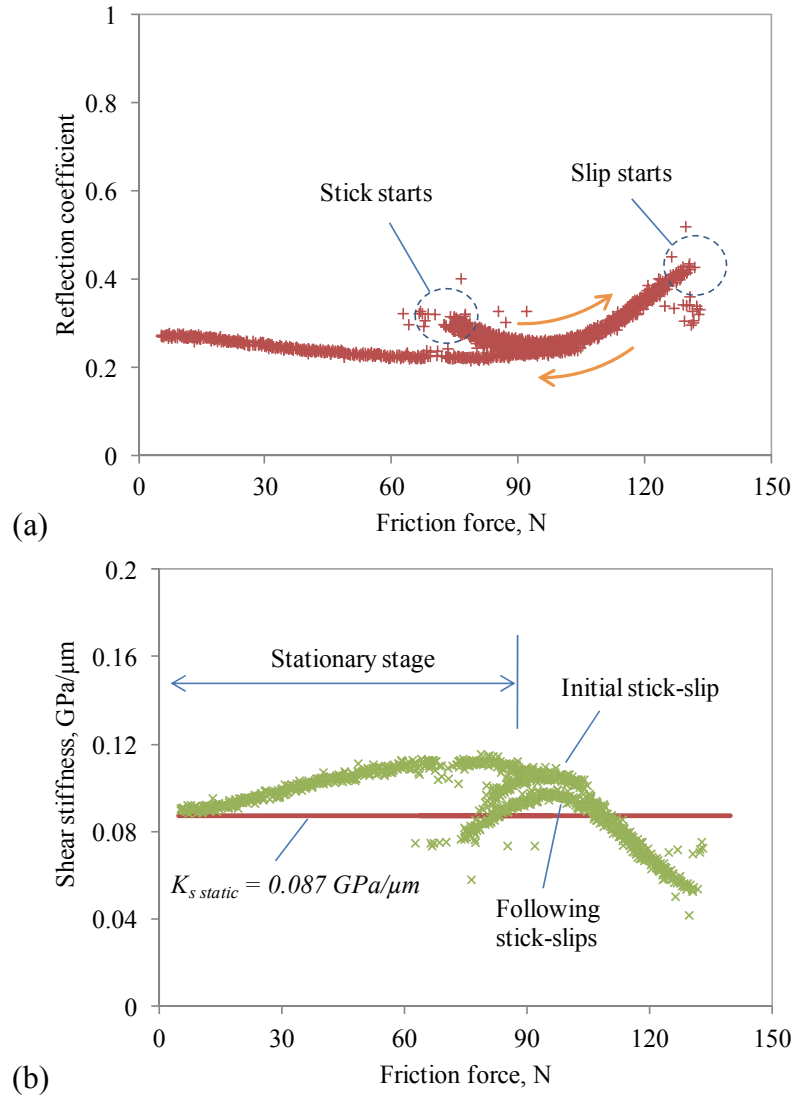 1
0.8
0.6
0.4
0.2
0
Reflection coefficient
Stick starts
Slip starts
0 30 60 90 120 150
Friction force, N
(a)
0.2
0.16
0.12
0.08
0.04
0
Shear stiffness, GPa/µm
Stationary stage
Initial stick-slip
K s static = 0.087 GPa/µm
Following
stick-slips
0 30 60 90 120 150
Friction force, N
(b)